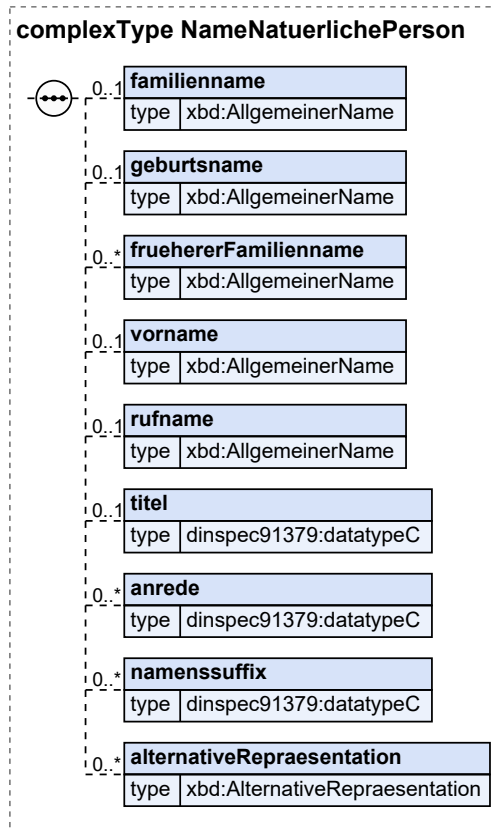 complexType NameNatuerlichePerson
0..1 familienname
type xbd:AllgemeinerName
0..1 geburtsname
type xbd:AllgemeinerName
0..* fruehererFamilienname
type xbd:AllgemeinerName
0..1 vorname
type xbd:AllgemeinerName
0..1 rufname
type xbd:AllgemeinerName
0..1 titel
type dinspec91379:datatypeC
0..* anrede
type dinspec91379:datatypeC
0..* namenssuffix
type dinspec91379:datatypeC
0..* alternativeRepraesentation
type xbd:AlternativeRepraesentation